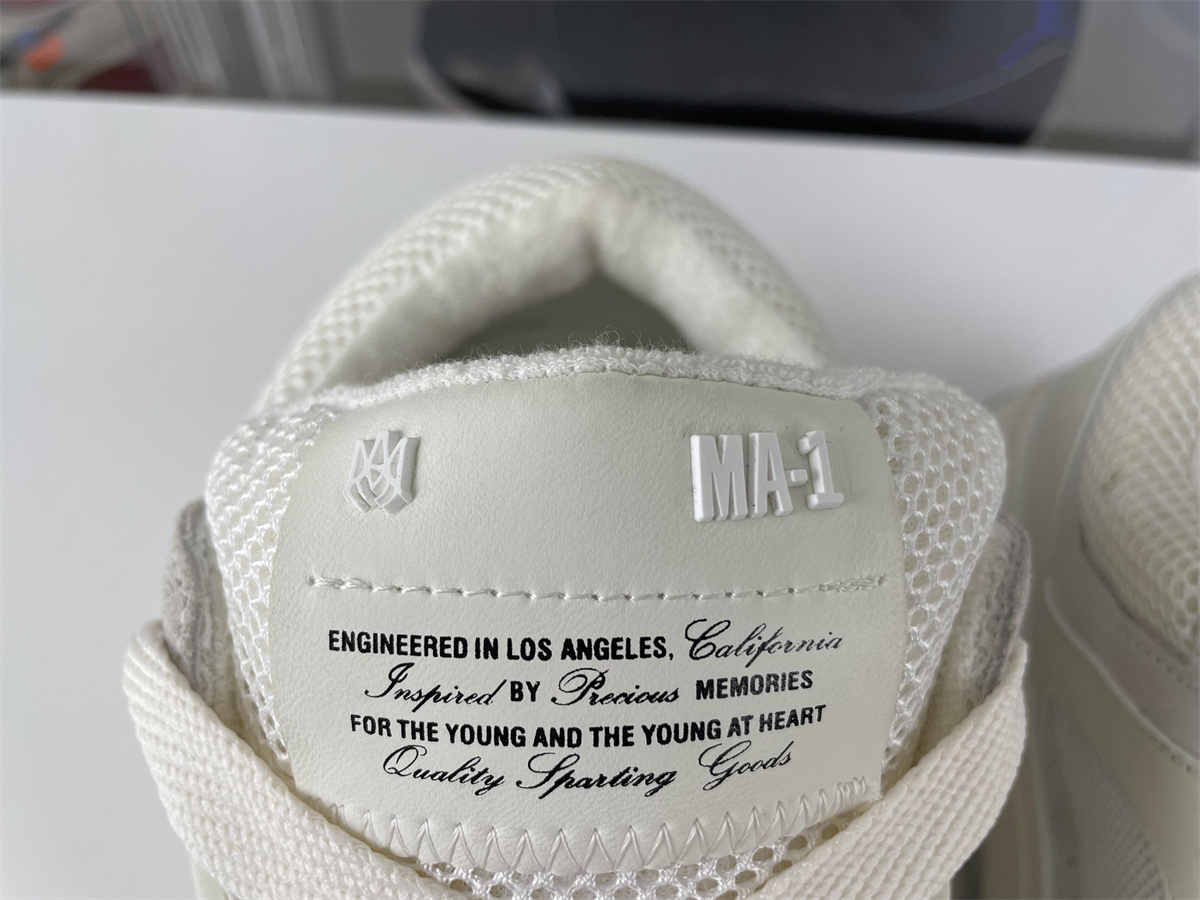 MA-1
ENGINEERED IN LOS ANGELES, California
Inspired BY Precious MEMORIES
FOR THE YOUNG AND THE YOUNG AT HEART
Quality Sparting Goods